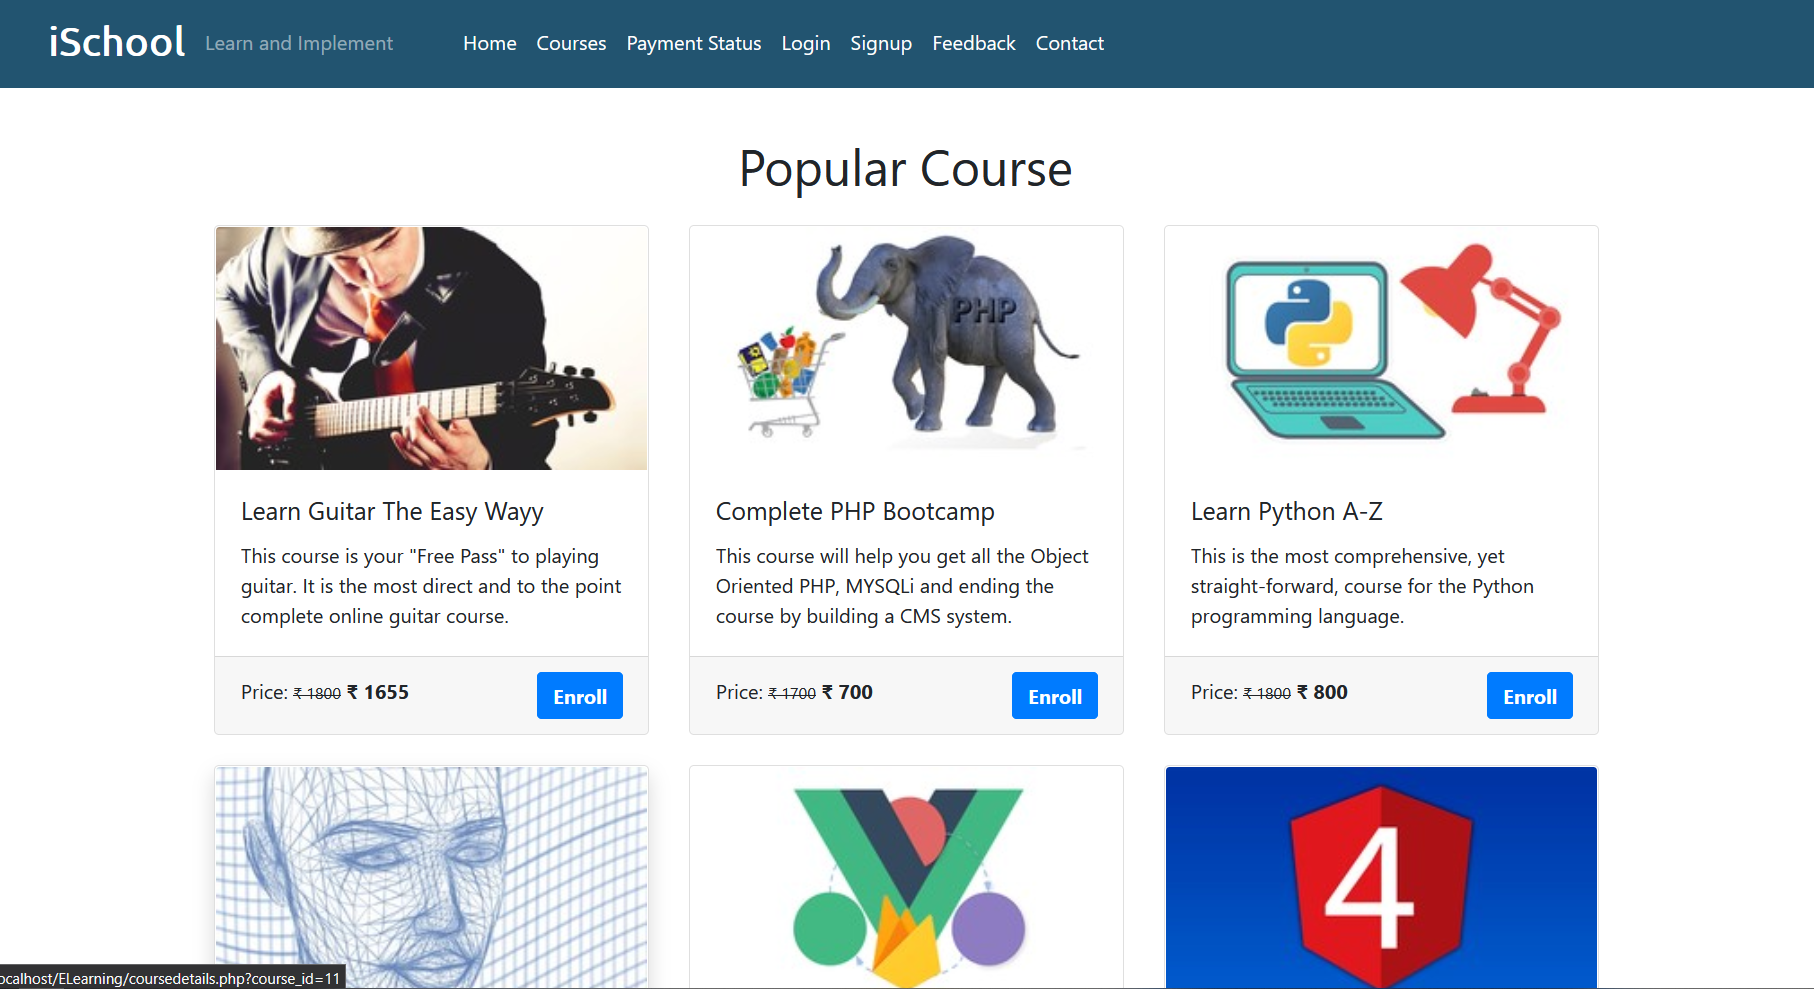 iSchool Learn and Implement Home Courses Payment Status Login Signup Feedback Contact
Popular Course
PHP
Learn Guitar The Easy Wayy
This course is your "Free Pass" to playing
guitar. It is the most direct and to the point
complete online guitar course.
Price: ₹ 1800 ₹ 1655 Enroll
Complete PHP Bootcamp
This course will help you get all the Object
Oriented PHP, MYSQLi and ending the
course by building a CMS system.
Price: ₹ 1700 ₹ 700 Enroll
Learn Python A-Z
This is the most comprehensive, yet
straight-forward, course for the Python
programming language.
Price: ₹ 1800 ₹ 800 Enroll
4
ocalhost/ELearning/coursedetails.php?course_id=11